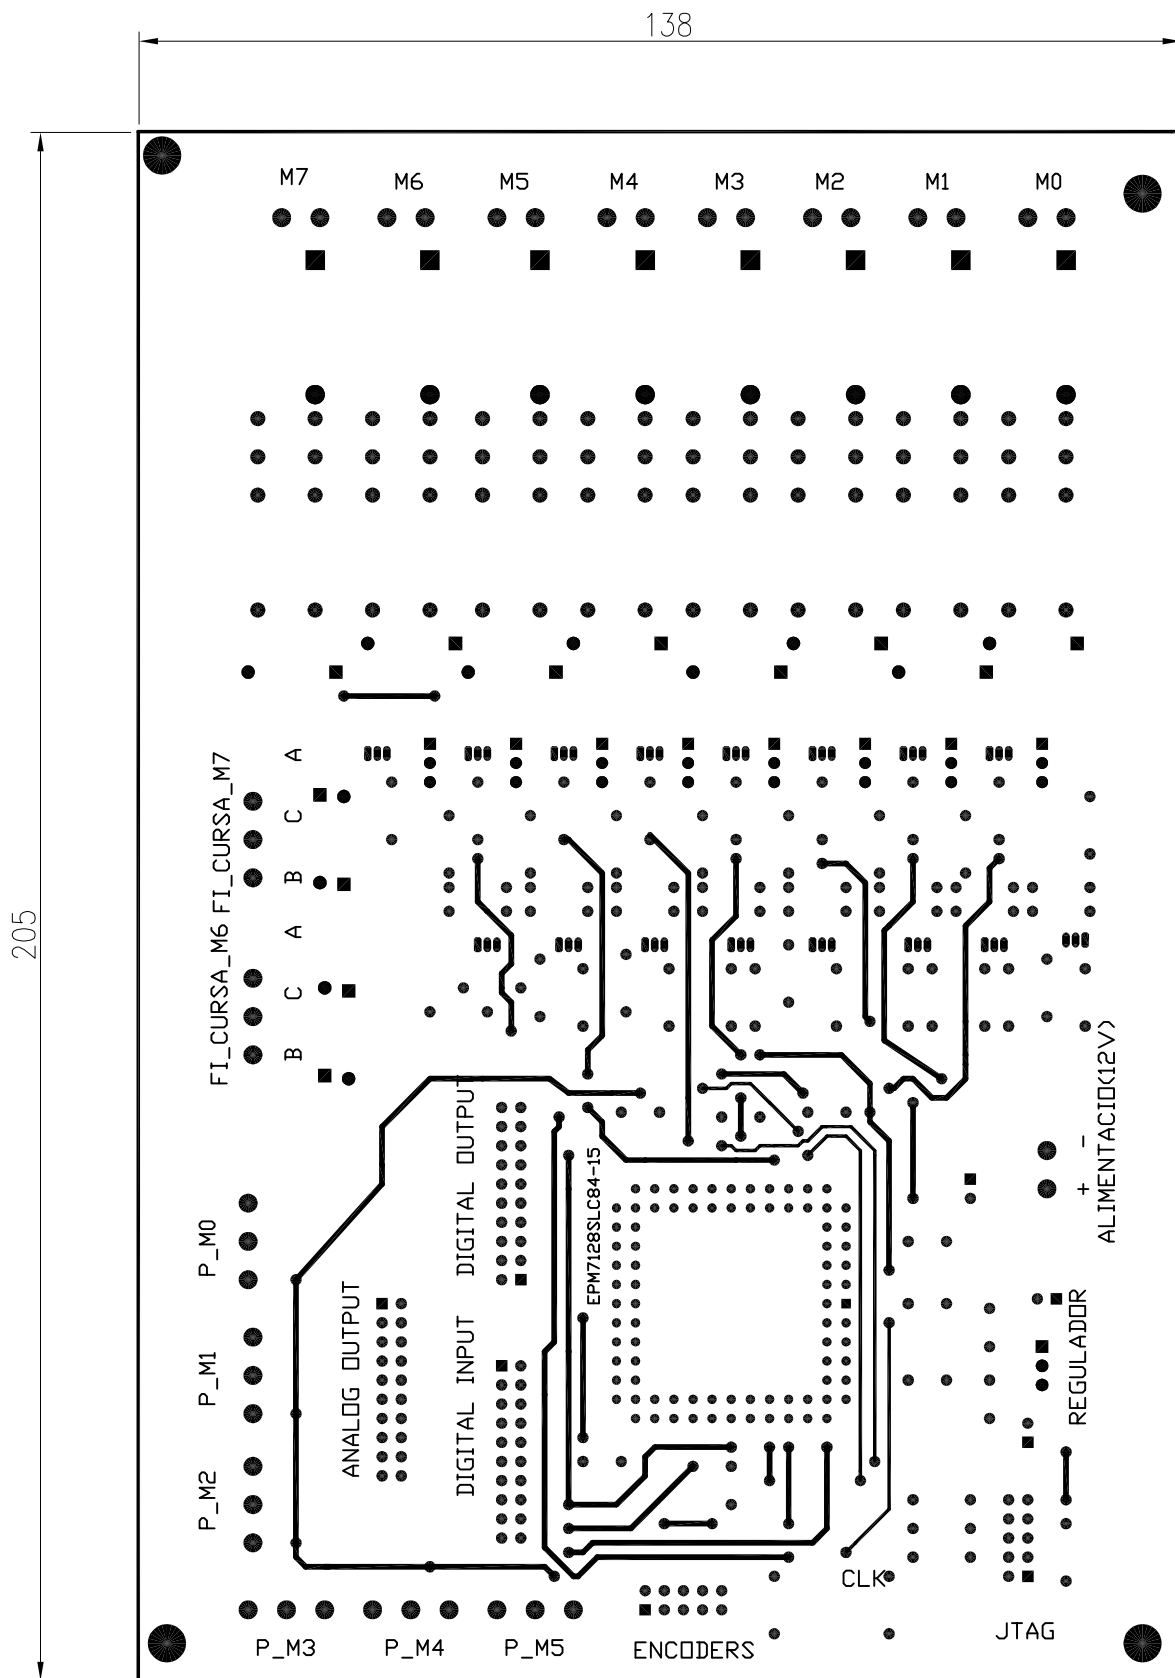 138
M7 M6 M5 M4 M3 M2 M1 M0
205
FI_CURSA_M7
A
C
B
FI_CURSA_M6
A
C
B
DIGITAL OUTPUT
EPM7128SLC84-15
+ -
ALIMENTACIO(12V)
P_M0
ANALOG OUTPUT
DIGITAL INPUT
P_M1
REGULADOR
P_M2
CLK
P_M3 P_M4 P_M5 ENCODERS JTAG